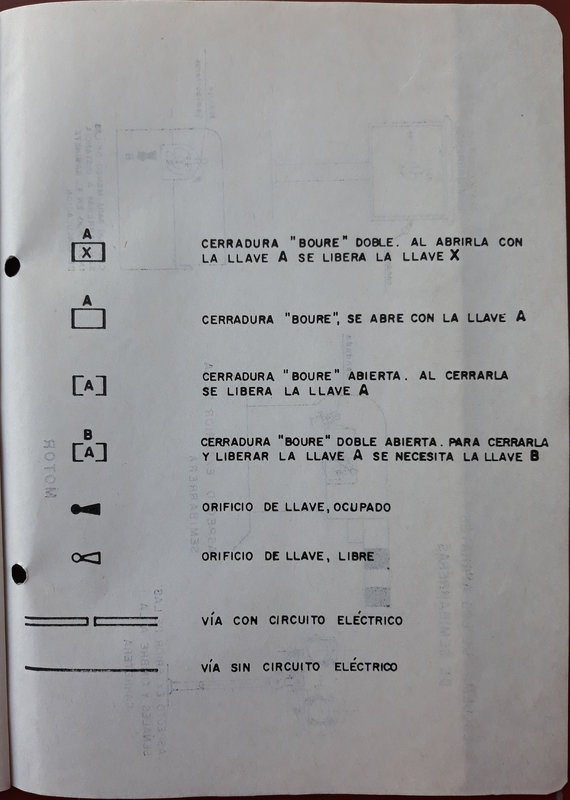 A
X
CERRADURA "BOURE" DOBLE. AL ABRIRLA CON
LA LLAVE A SE LIBERA LA LLAVE X
A
CERRADURA "BOURE", SE ABRE CON LA LLAVE A
[A]
CERRADURA "BOURE" ABIERTA. AL CERRARLA
SE LIBERA LA LLAVE A
B
[A]
CERRADURA "BOURE" DOBLE ABIERTA. PARA CERRARLA
Y LIBERAR LA LLAVE A SE NECESITA LA LLAVE B
ORIFICIO DE LLAVE, OCUPADO
ORIFICIO DE LLAVE, LIBRE
VÍA CON CIRCUITO ELÉCTRICO
VÍA SIN CIRCUITO ELÉCTRICO
MOTOR